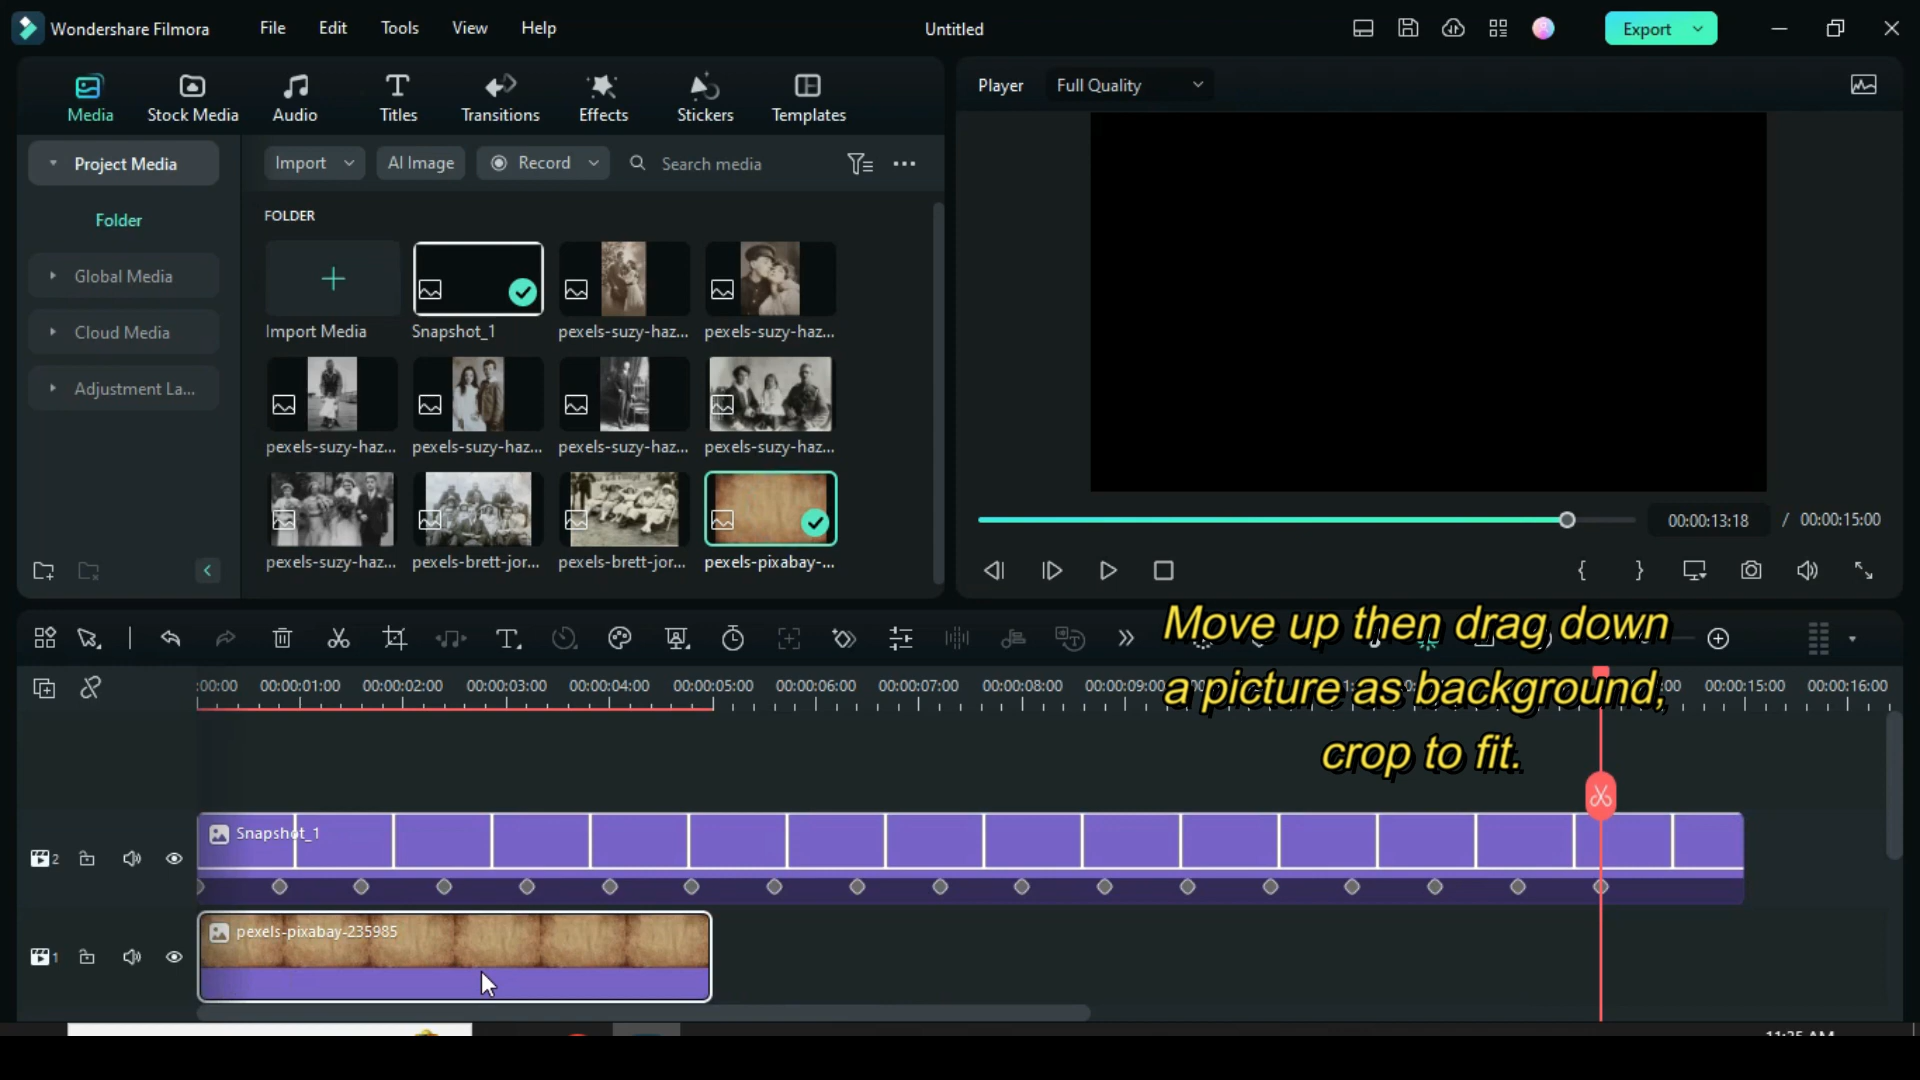 Wondershare Filmora
File
Edit
Tools
View
Help
Untitled
Export
Media
Stock Media
Audio
Titles
Transitions
Effects
Stickers
Templates
Player
Full Quality
Project Media
Import
AI Image
Record
Search media
Folder
FOLDER
Global Media
Import Media
Snapshot_1
pexels-suzy-haz...
pexels-suzy-haz...
Cloud Media
Adjustment La...
pexels-suzy-haz...
pexels-suzy-haz...
pexels-suzy-haz...
pexels-suzy-haz...
pexels-suzy-haz...
pexels-brett-jor...
pexels-brett-jor...
pexels-pixabay-...
00:00:13:18 / 00:00:15:00
Move up then drag down
a picture as background,
crop to fit.
:00:00 00:00:01:00 00:00:02:00 00:00:03:00 00:00:04:00 00:00:05:00 00:00:06:00 00:00:07:00 00:00:08:00 00:00:09:00 00:00:15:00 00:00:16:00
2
Snapshot_1
1
pexels-pixabay-235985